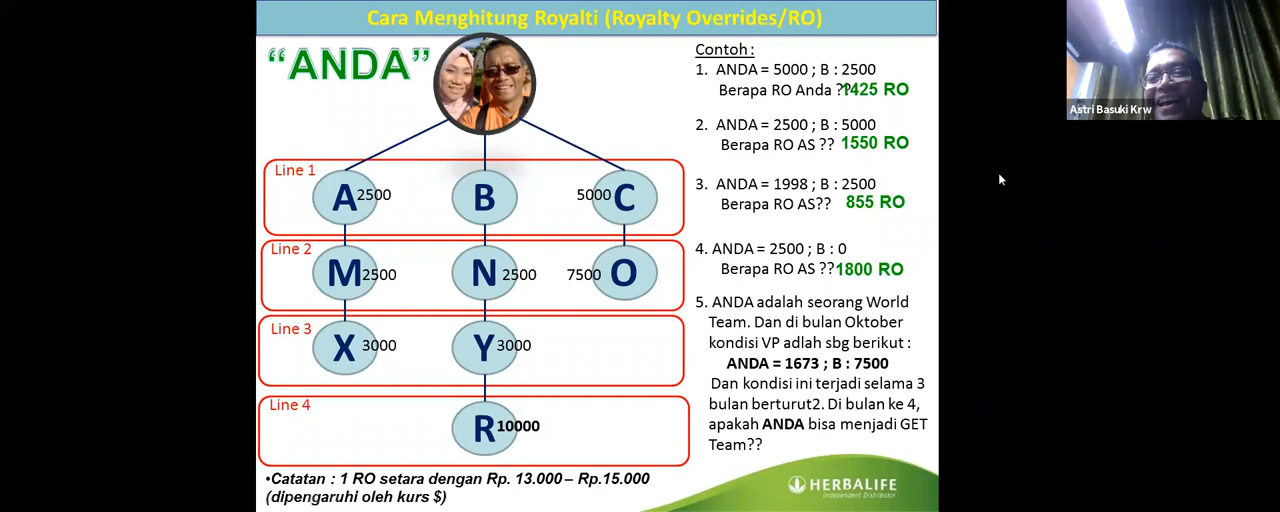 Cara Menghitung Royalti (Royalty Overrides/RO)
“ANDA”
Line 1
A 2500
B
5000 C
Line 2
M 2500
N 2500
7500 O
Line 3
X 3000
Y 3000
Line 4
R 10000
•Catatan : 1 RO setara dengan Rp. 13.000 – Rp.15.000
(dipengaruhi oleh kurs $)
Contoh :
1. ANDA = 5000 ; B : 2500
Berapa RO Anda ?? 1425 RO
2. ANDA = 2500 ; B : 5000
Berapa RO AS ?? 1550 RO
3. ANDA = 1998 ; B : 2500
Berapa RO AS?? 855 RO
4. ANDA = 2500 ; B : 0
Berapa RO AS ?? 1800 RO
5. ANDA adalah seorang World
Team. Dan di bulan Oktober
kondisi VP adlah sbg berikut :
ANDA = 1673 ; B : 7500
Dan kondisi ini terjadi selama 3
bulan berturut2. Di bulan ke 4,
apakah ANDA bisa menjadi GET
Team??
HERBALIFE
Independent Distributor
Astri Basuki Krw